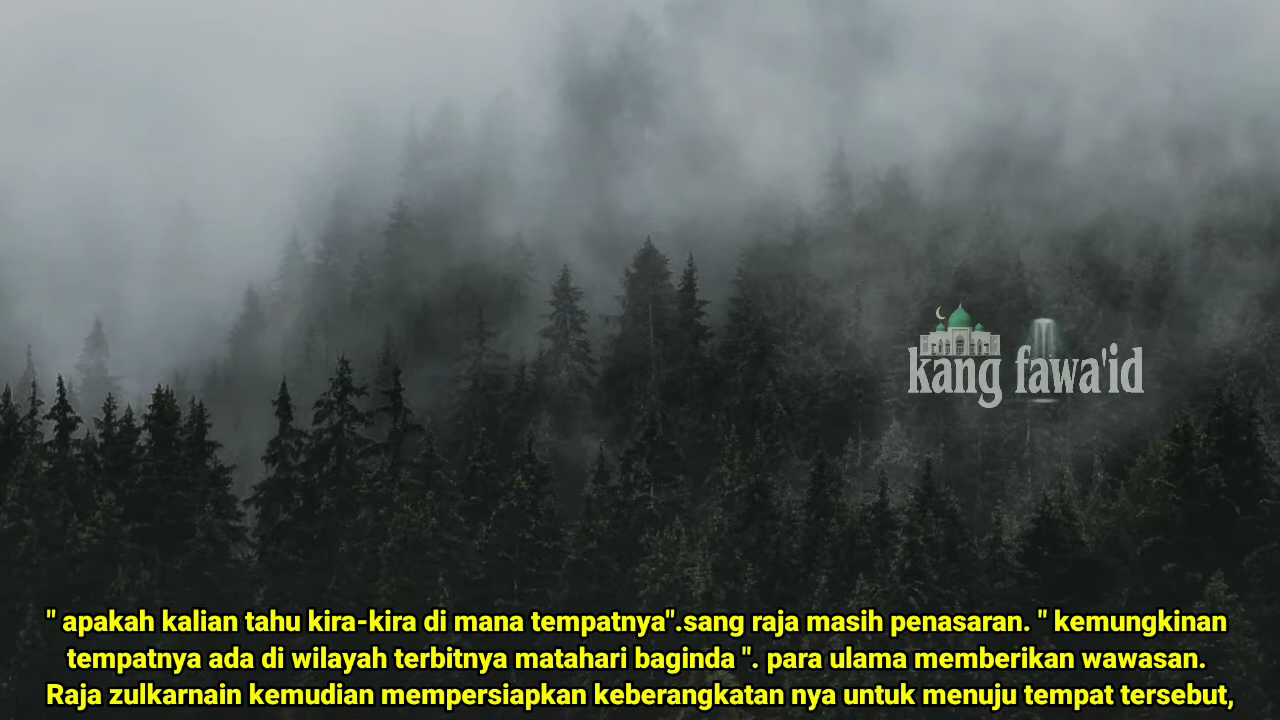 kang fawa'id
" apakah kalian tahu kira-kira di mana tempatnya".sang raja masih penasaran. " kemungkinan
tempatnya ada di wilayah terbitnya matahari baginda ". para ulama memberikan wawasan.
Raja zulkarnain kemudian mempersiapkan keberangkatan nya untuk menuju tempat tersebut,